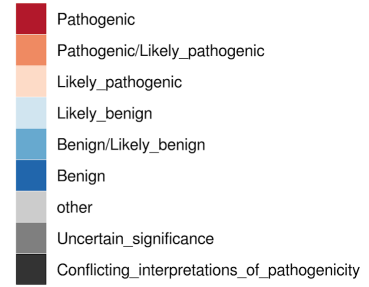 Pathogenic
Pathogenic/Likely_pathogenic
Likely_pathogenic
Likely_benign
Benign/Likely_benign
Benign
other
Uncertain_significance
Conflicting_interpretations_of_pathogenicity